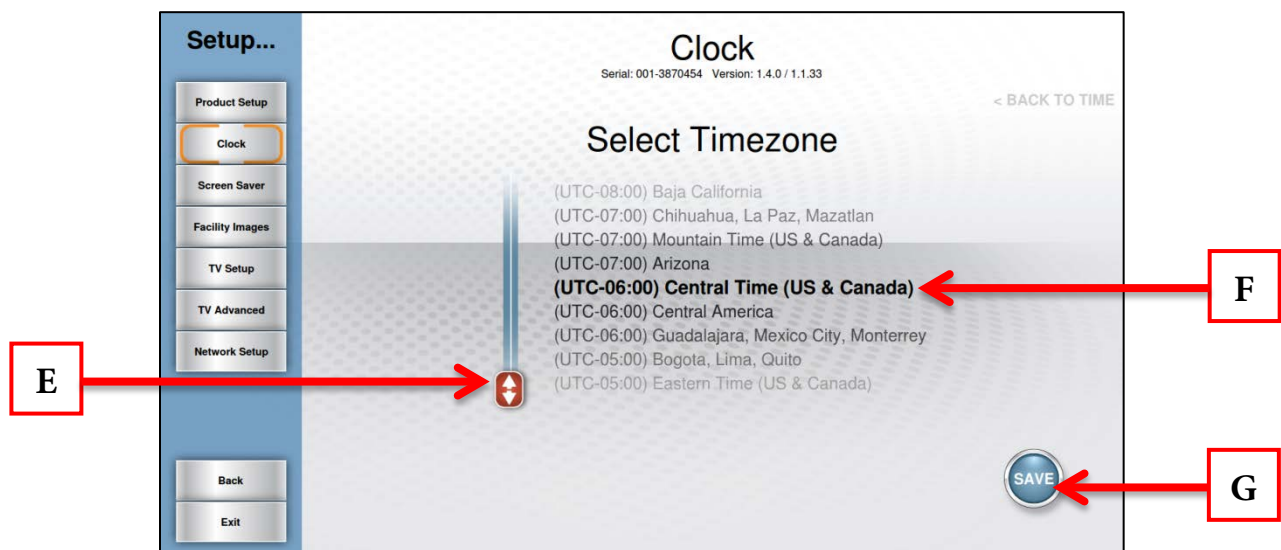 Setup...
Product Setup
Clock
Screen Saver
Facility Images
TV Setup
TV Advanced
Network Setup
Back
Exit
Clock
Serial: 001-3870454 Version: 1.4.0 / 1.1.33
< BACK TO TIME
Select Timezone
(UTC-08:00) Baja California
(UTC-07:00) Chihuahua, La Paz, Mazatlan
(UTC-07:00) Mountain Time (US & Canada)
(UTC-07:00) Arizona
(UTC-06:00) Central Time (US & Canada)
(UTC-06:00) Central America
(UTC-06:00) Guadalajara, Mexico City, Monterrey
(UTC-05:00) Bogota, Lima, Quito
(UTC-05:00) Eastern Time (US & Canada)
SAVE
E
F
G